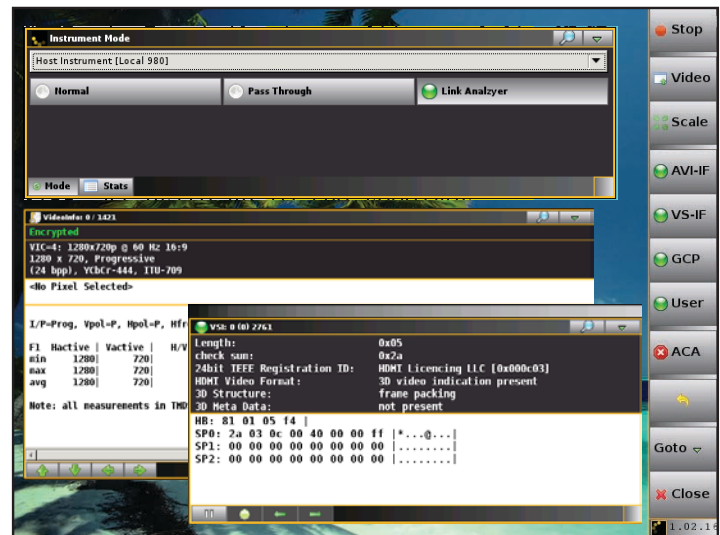 Instrument Mode
Host Instrument [Local 980]
Normal
Pass Through
Link Analzyer
Mode
Stats
VideoInfo: 0 / 1421
Encrypted
VIC=4: 1280x720p @ 60 Hz 16:9
1280 x 720, Progressive
(24 bpp), YCbCr-444, ITU-709
<No Pixel Selected>
I/P=Prog, Vpol=P, Hpol=P, Hfr
F1 Hactive | Vactive | H/V
min 1280| 720|
max 1280| 720|
avg 1280| 720|
Note: all measurements in TMD
VSI: 0 (0) 2761
Length: 0x05
check sum: 0x2a
24bit IEEE Registration ID: HDMI Licencing LLC [0x000c03]
HDMI Video Format: 3D video indication present
3D Structure: frame packing
3D Meta Data: not present
HB: 81 01 05 f4 |
SP0: 2a 03 0c 00 40 00 00 ff |*...@...|
SP1: 00 00 00 00 00 00 00 00 |........|
SP2: 00 00 00 00 00 00 00 00 |........|
Stop
Video
Scale
AVI-IF
VS-IF
GCP
User
ACA
Goto
Close
1.02.16